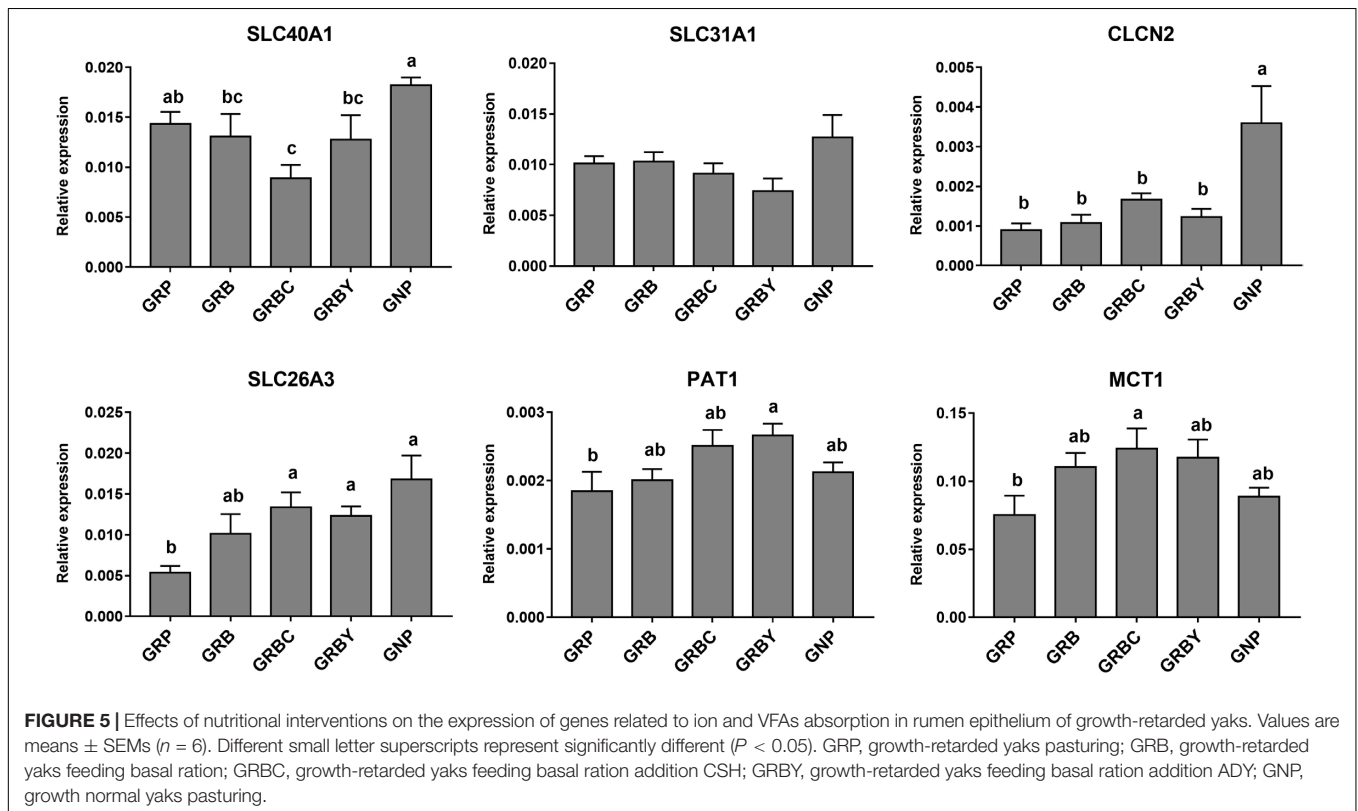 SLC40A1
Relative expression
0.020
0.015
0.010
0.005
0.000
ab
bc
c
bc
a
GRP
GRB
GRBC
GRBY
GNP
SLC31A1
Relative expression
0.020
0.015
0.010
0.005
0.000
GRP
GRB
GRBC
GRBY
GNP
CLCN2
Relative expression
0.005
0.004
0.003
0.002
0.001
0.000
b
b
b
b
a
GRP
GRB
GRBC
GRBY
GNP
SLC26A3
Relative expression
0.025
0.020
0.015
0.010
0.005
0.000
b
ab
a
a
a
GRP
GRB
GRBC
GRBY
GNP
PAT1
Relative expression
0.003
0.002
0.001
0.000
b
ab
ab
a
ab
GRP
GRB
GRBC
GRBY
GNP
MCT1
Relative expression
0.15
0.10
0.05
0.00
b
ab
a
ab
ab
GRP
GRB
GRBC
GRBY
GNP
FIGURE 5 | Effects of nutritional interventions on the expression of genes related to ion and VFAs absorption in rumen epithelium of growth-retarded yaks. Values are
means ± SEMs (n = 6). Different small letter superscripts represent significantly different (P < 0.05). GRP, growth-retarded yaks pasturing; GRB, growth-retarded
yaks feeding basal ration; GRBC, growth-retarded yaks feeding basal ration addition CSH; GRBY, growth-retarded yaks feeding basal ration addition ADY; GNP,
growth normal yaks pasturing.